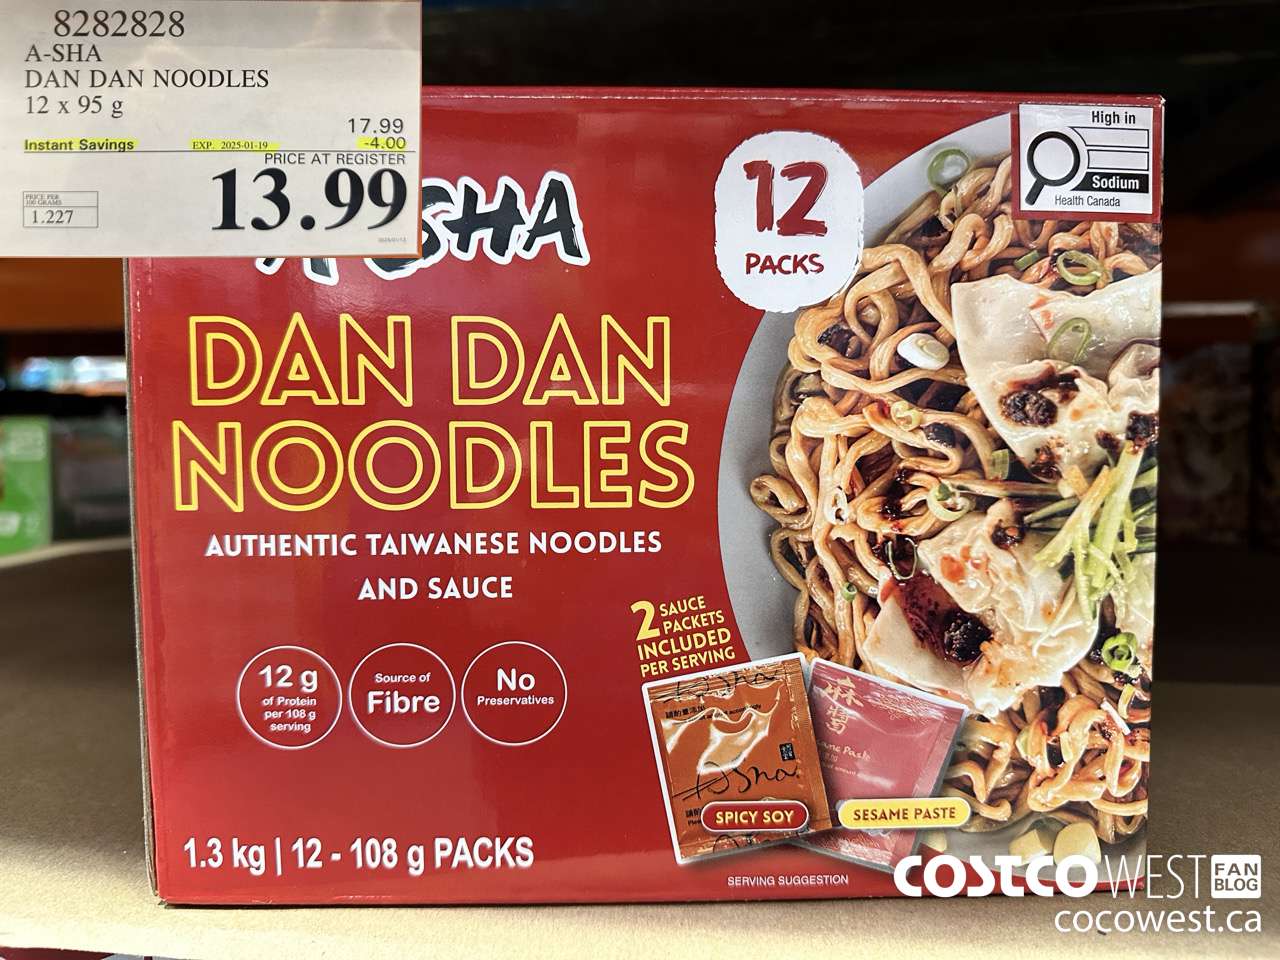 8282828
A-SHA
DAN DAN NOODLES
12 x 95 g
17.99
Instant Savings EXP. 2025-01-19 -4.00
PRICE AT REGISTER
13.99
PRICE PER
100 GRAMS
1.227
A-SHA
12
PACKS
High in
Sodium
Health Canada
DAN DAN
NOODLES
AUTHENTIC TAIWANESE NOODLES
AND SAUCE
2 SAUCE
PACKETS
INCLUDED
PER SERVING
12 g
of Protein
per 108 g
serving
Source of
Fibre
No
Preservatives
Asha
麻醬
SPICY SOY
SESAME PASTE
1.3 kg | 12 - 108 g PACKS
SERVING SUGGESTION
COSTCO WEST FAN BLOG
cocowest.ca